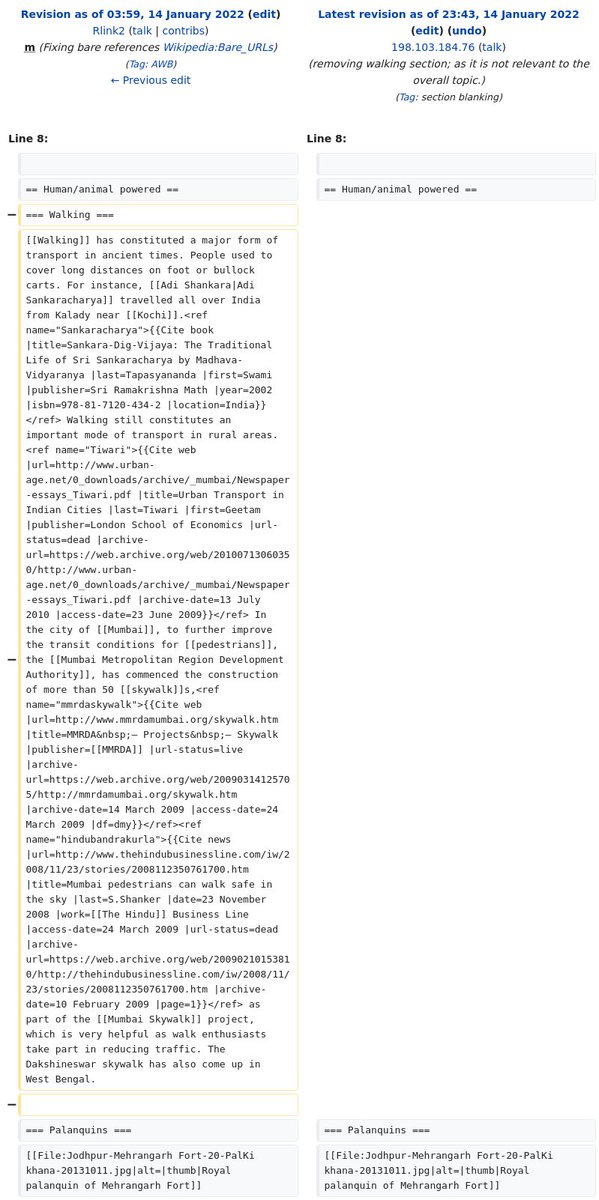 Revision as of 03:59, 14 January 2022 (edit)
Rlink2 (talk | contribs)
m (Fixing bare references Wikipedia:Bare_URLs)
(Tag: AWB)
← Previous edit
Latest revision as of 23:43, 14 January 2022
(edit) (undo)
198.103.184.76 (talk)
(removing walking section; as it is not relevant to the
overall topic.)
(Tag: section blanking)
Line 8:
Line 8:
== Human/animal powered ==
== Human/animal powered ==
− === Walking ===
[[Walking]] has constituted a major form of
transport in ancient times. People used to
cover long distances on foot or bullock
carts. For instance, [[Adi Shankara|Adi
Sankaracharya]] travelled all over India
from Kalady near [[Kochi]].<ref
name="Sankaracharya">{{Cite book
|title=Sankara-Dig-Vijaya: The Traditional
Life of Sri Sankaracharya by Madhava-
Vidyaranya |last=Tapasyananda |first=Swami
|publisher=Sri Ramakrishna Math |year=2002
|isbn=978-81-7120-434-2 |location=India}}
</ref> Walking still constitutes an
important mode of transport in rural areas.
<ref name="Tiwari">{{Cite web
|url=http://www.urban-
age.net/0_downloads/archive/_mumbai/Newspaper
-essays_Tiwari.pdf |title=Urban Transport in
Indian Cities |last=Tiwari |first=Geetam
|publisher=London School of Economics |url-
status=dead |archive-
url=https://web.archive.org/web/2010071306035
0/http://www.urban-
age.net/0_downloads/archive/_mumbai/Newspaper
-essays_Tiwari.pdf |archive-date=13 July
2010 |access-date=23 June 2009}}</ref> In
the city of [[Mumbai]], to further improve
the transit conditions for [[pedestrians]],
− the [[Mumbai Metropolitan Region Development
Authority]], has commenced the construction
of more than 50 [[skywalk]]s,<ref
name="mmrdaskywalk">{{Cite web
|url=http://www.mmrdamumbai.org/skywalk.htm
|title=MMRDA&nbsp;– Projects&nbsp;– Skywalk
|publisher=[[MMRDA]] |url-status=live
|archive-
url=https://web.archive.org/web/2009031412570
5/http://mmrdamumbai.org/skywalk.htm
|archive-date=14 March 2009 |access-date=24
March 2009 |df=dmy}}</ref><ref
name="hindubandrakurla">{{Cite news
|url=http://www.thehindubusinessline.com/iw/2
008/11/23/stories/2008112350761700.htm
|title=Mumbai pedestrians can walk safe in
the sky |last=S.Shanker |date=23 November
2008 |work=[[The Hindu]] Business Line
|access-date=24 March 2009 |url-status=dead
|archive-
url=https://web.archive.org/web/2009021015381
0/http://thehindubusinessline.com/iw/2008/11/
23/stories/2008112350761700.htm |archive-
date=10 February 2009 |page=1}}</ref> as
part of the [[Mumbai Skywalk]] project,
which is very helpful as walk enthusiasts
take part in reducing traffic. The
Dakshineswar skywalk has also come up in
West Bengal.
−
=== Palanquins ===
=== Palanquins ===
[[File:Jodhpur-Mehrangarh Fort-20-PalKi
khana-20131011.jpg|alt=|thumb|Royal
palanquin of Mehrangarh Fort]]
[[File:Jodhpur-Mehrangarh Fort-20-PalKi
khana-20131011.jpg|alt=|thumb|Royal
palanquin of Mehrangarh Fort]]